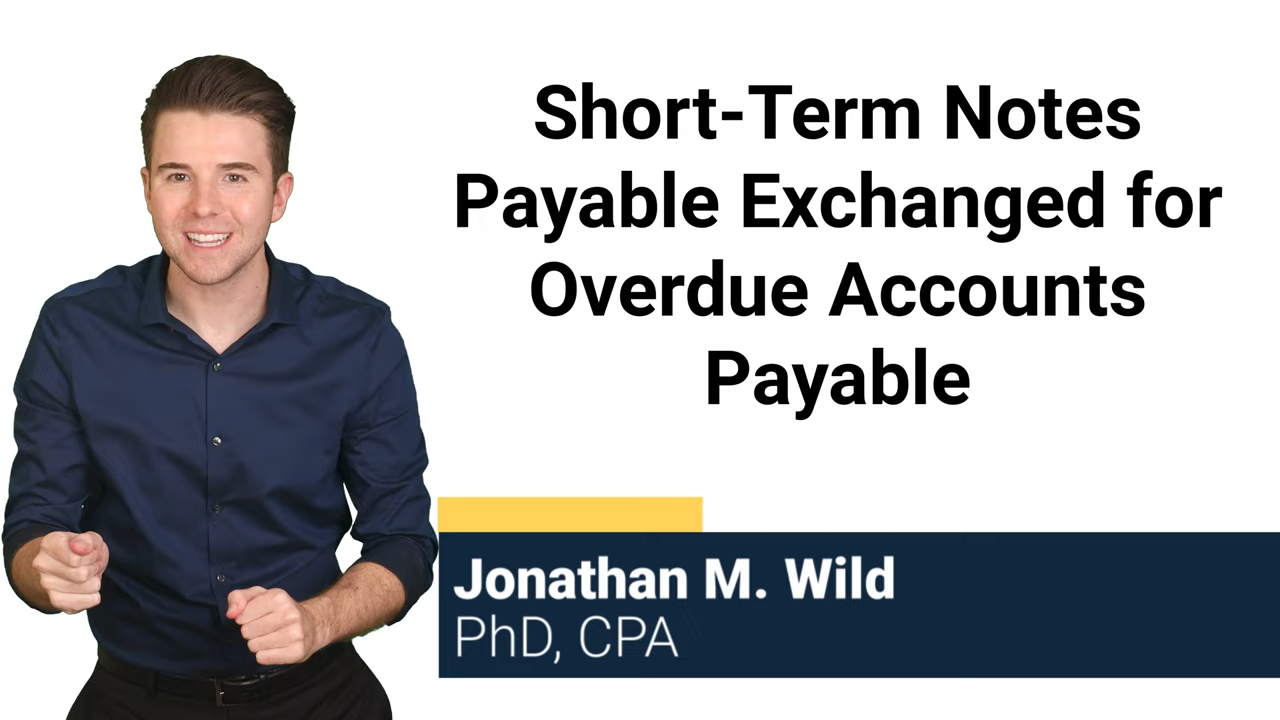 Short-Term Notes
Payable Exchanged for
Overdue Accounts
Payable
Jonathan M. Wild
PhD, CPA